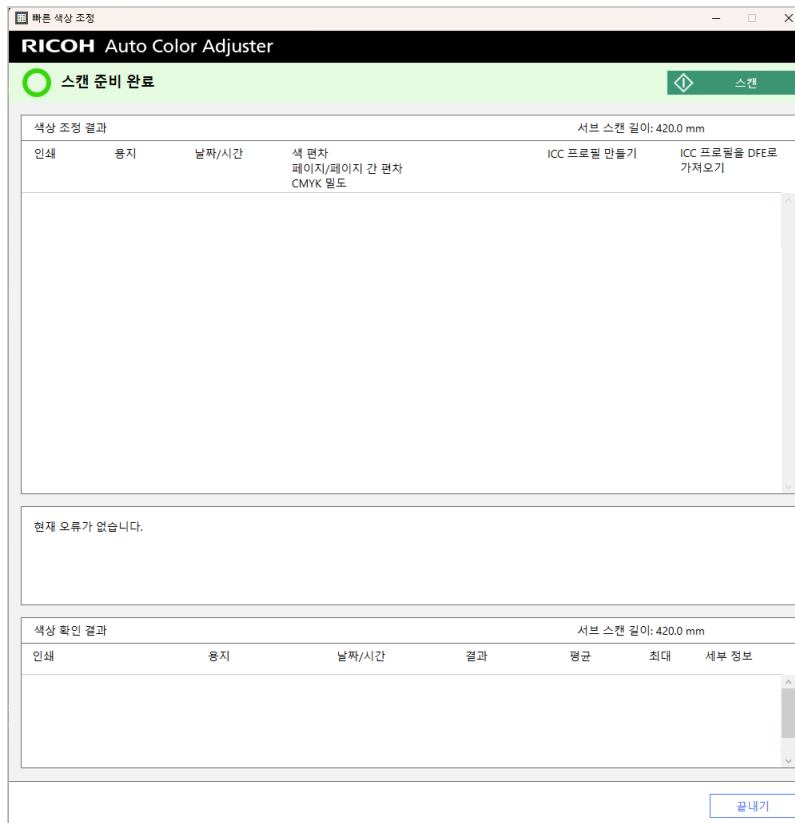 빠른 색상 조정
RICOH Auto Color Adjuster
스캔 준비 완료
스캔
색상 조정 결과
서브 스캔 길이: 420.0 mm
인쇄
용지
날짜/시간
색 편차
페이지/페이지 간 편차
CMYK 밀도
ICC 프로필 만들기
ICC 프로필을 DFE로
가져오기
현재 오류가 없습니다.
색상 확인 결과
서브 스캔 길이: 420.0 mm
인쇄
용지
날짜/시간
결과
평균
최대
세부 정보
끝내기